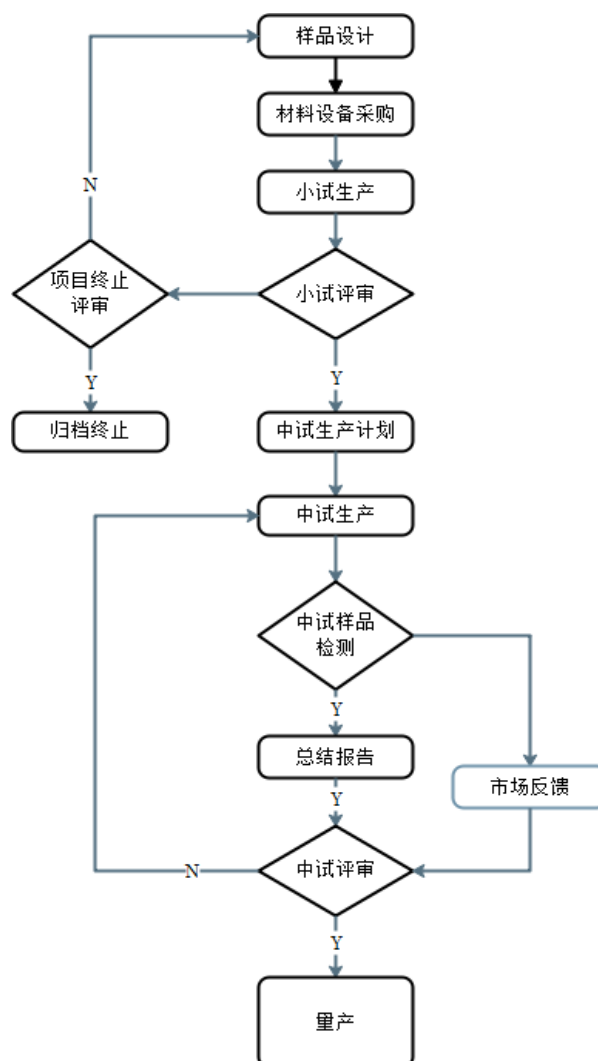 样品设计
材料设备采购
N
小试生产
项目终止
评审
小试评审
Y
Y
归档终止
中试生产计划
中试生产
中试样品
检测
Y
总结报告
市场反馈
Y
N
中试评审
Y
量产